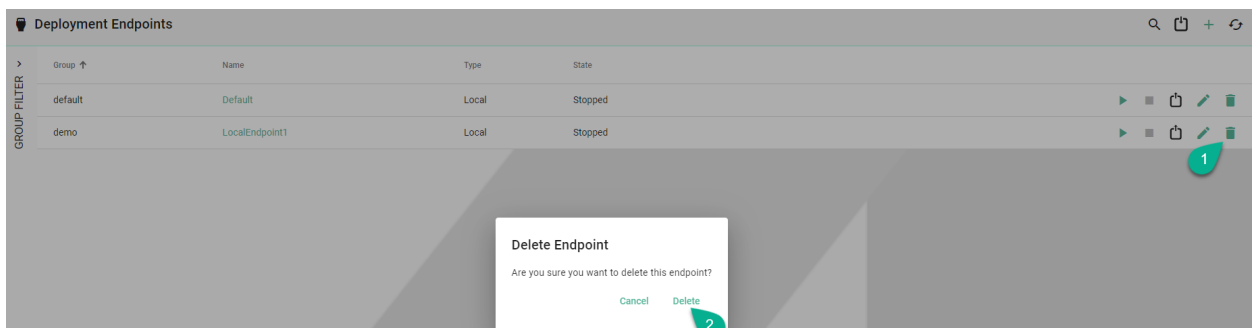 Deployment Endpoints
GROUP FILTER
Group Name Type State
default Default Local Stopped
demo LocalEndpoint1 Local Stopped
1
Delete Endpoint
Are you sure you want to delete this endpoint?
Cancel Delete
2